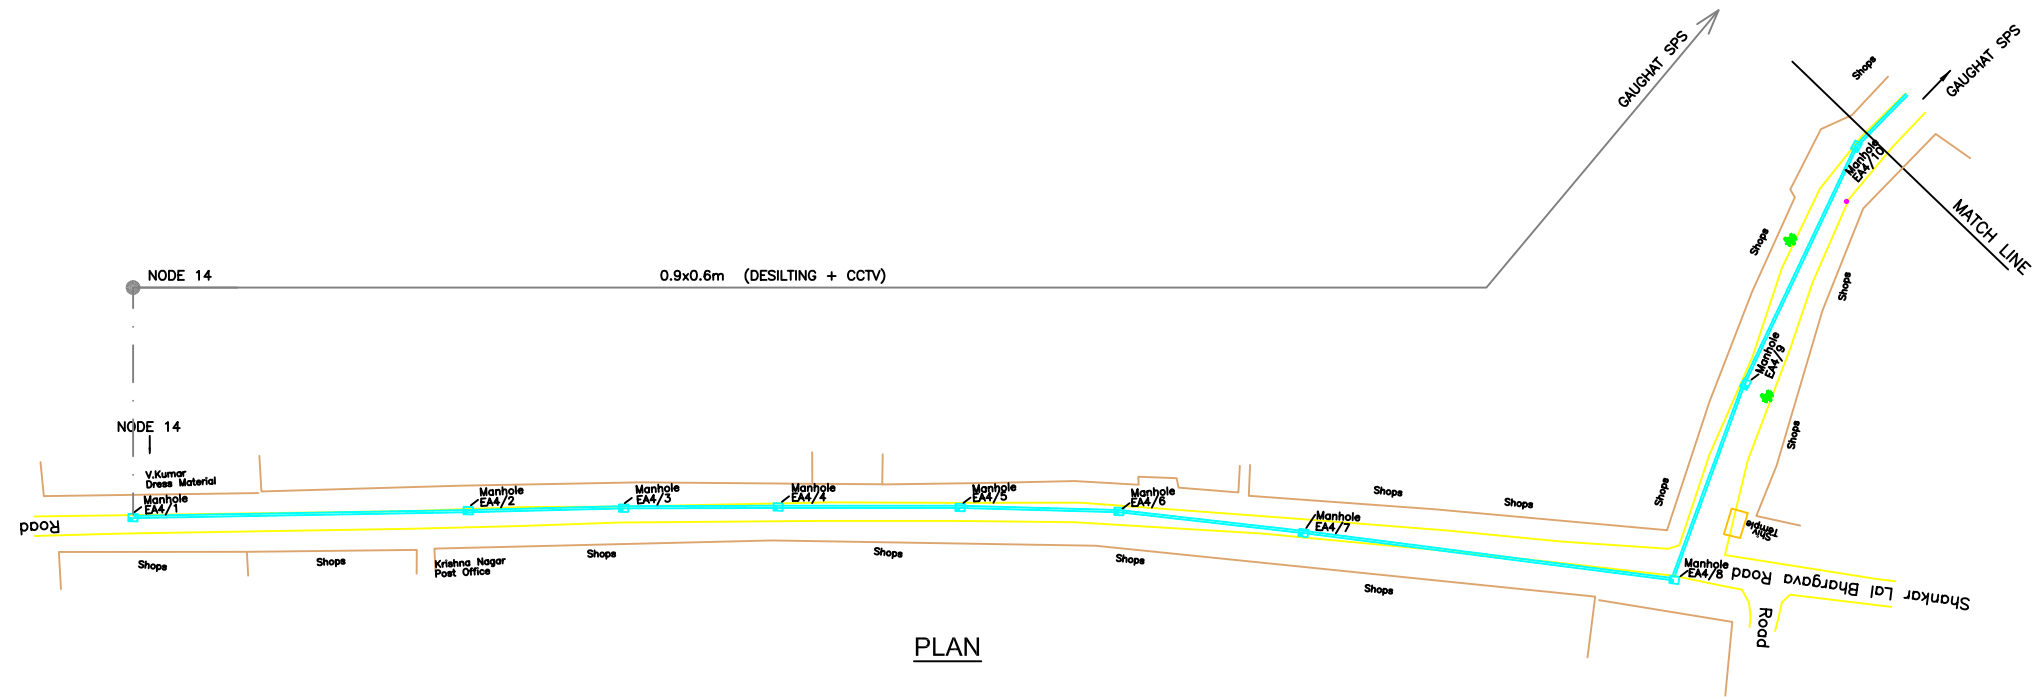 GAUGHAT SPS
GAUGHAT SPS
Shops
MATCH LINE
Manhole
EA4/10
Shops
Shops
NODE 14
0.9x0.6m (DESILTING + CCTV)
Manhole
EA4/9
Shops
NODE 14
V.Kumar
Dress Material
Manhole
EA4/1
Manhole
EA4/2
Manhole
EA4/3
Manhole
EA4/4
Manhole
EA4/5
Manhole
EA4/6
Manhole
EA4/7
Shops
Shops
Shops
Shiv
Temple
Road
Shops
Shops
Krishna Nagar
Post Office
Shops
Shops
Shops
Shops
Manhole
EA4/8
Shankar Lal Bhargava Road
Road
PLAN